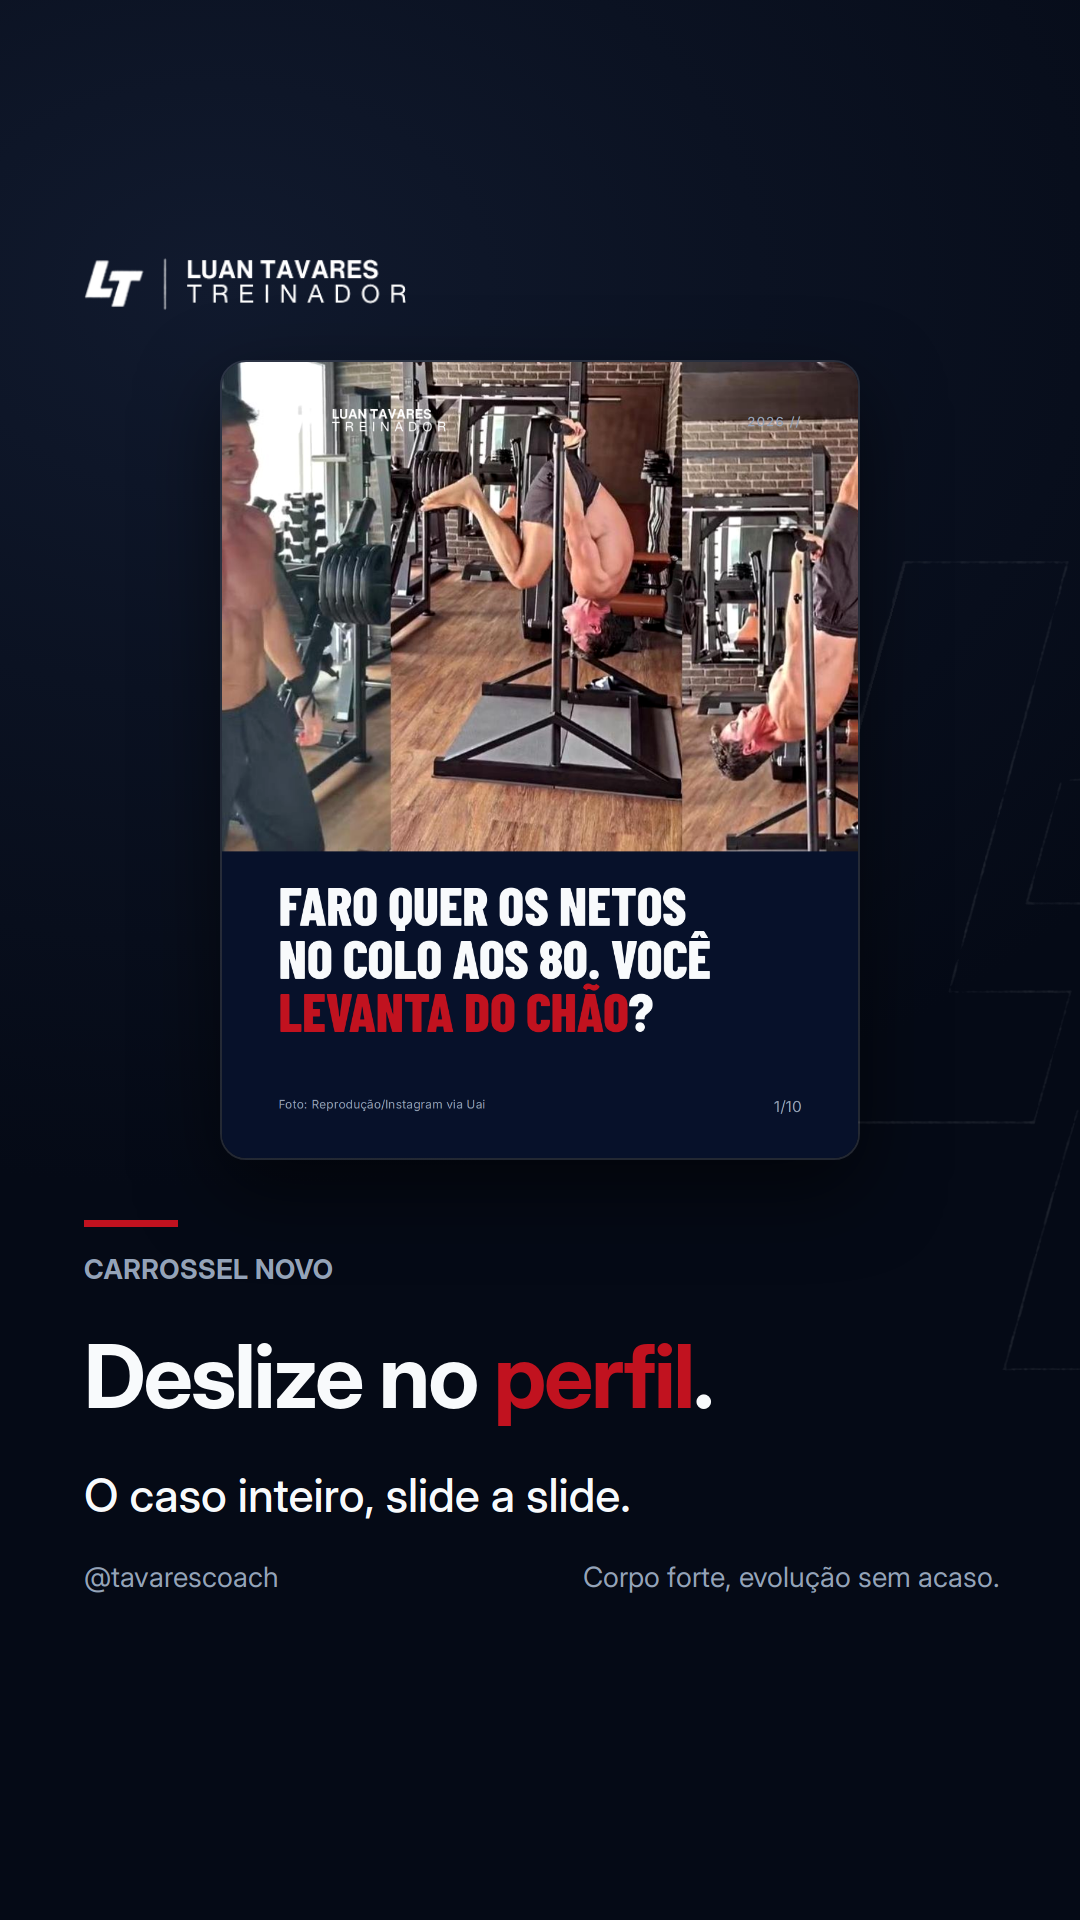 LT
LUAN TAVARES
TREINADOR
LUAN TAVARES
TREINADOR
2026 //
FARO QUER OS NETOS
NO COLO AOS 80. VOCÊ
LEVANTA DO CHÃO?
Foto: Reprodução/Instagram via Uai
1/10
CARROSSEL NOVO
Deslize no perfil.
O caso inteiro, slide a slide.
@tavarescoach
Corpo forte, evolução sem acaso.